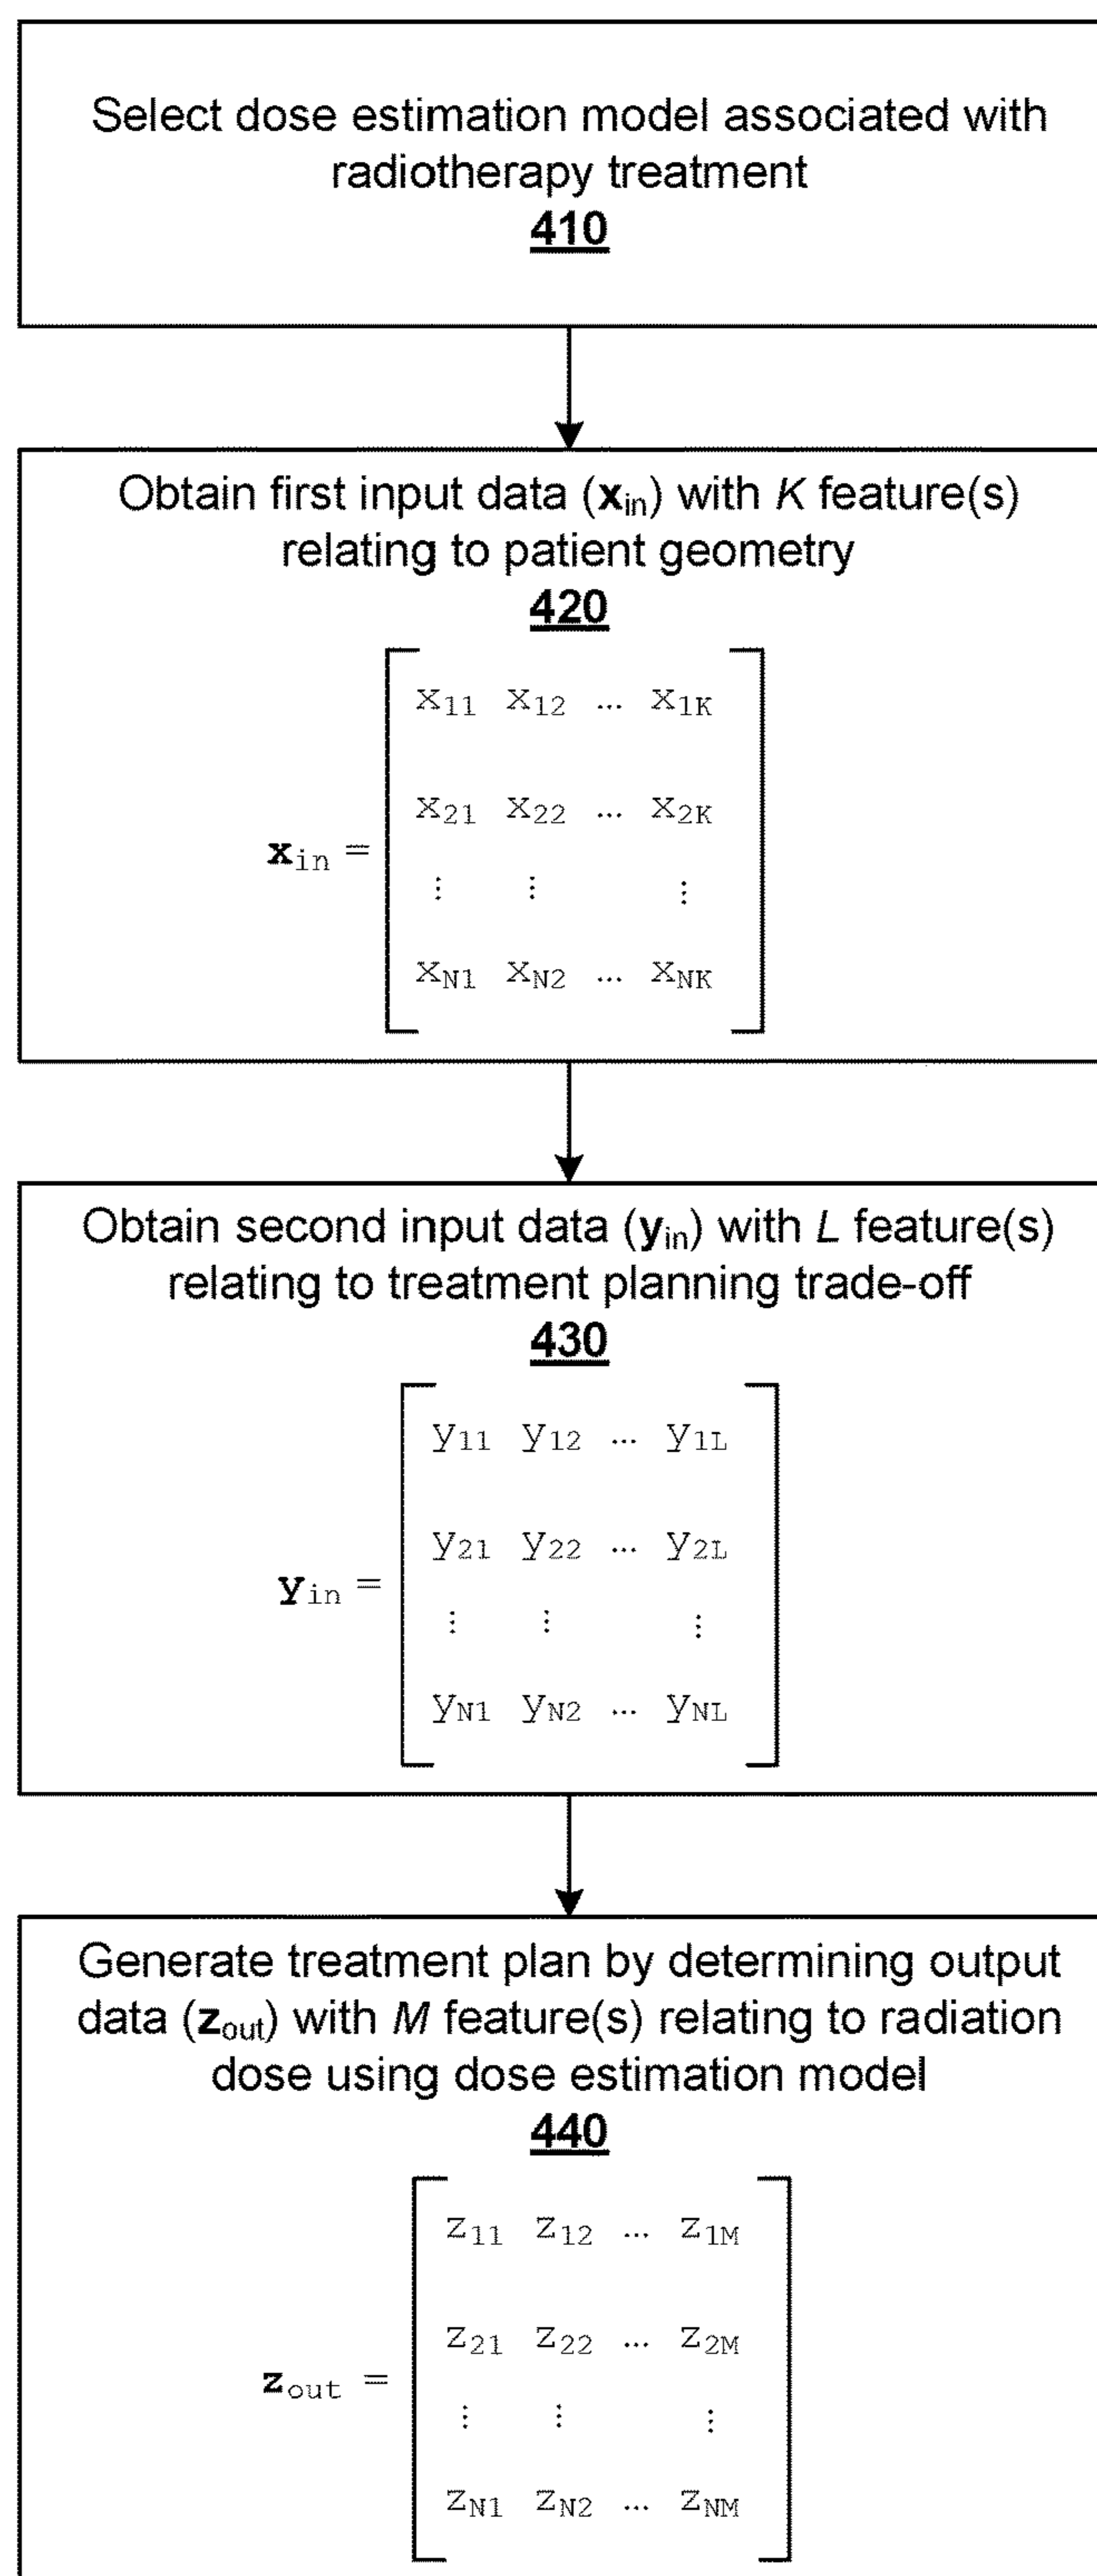 Select dose estimation model associated with
radiotherapy treatment
410
Obtain first input data (xin) with K feature(s)
relating to patient geometry
420
x11 x12 ... x1K
x21 x22 ... x2K
xin =
⋮ ⋮ ⋮
xN1 xN2 ... xNK
Obtain second input data (yin) with L feature(s)
relating to treatment planning trade-off
430
y11 y12 ... y1L
y21 y22 ... y2L
yin =
⋮ ⋮ ⋮
yN1 yN2 ... yNL
Generate treatment plan by determining output
data (zout) with M feature(s) relating to radiation
dose using dose estimation model
440
z11 z12 ... z1M
z21 z22 ... z2M
zout =
⋮ ⋮ ⋮
zN1 zN2 ... zNM